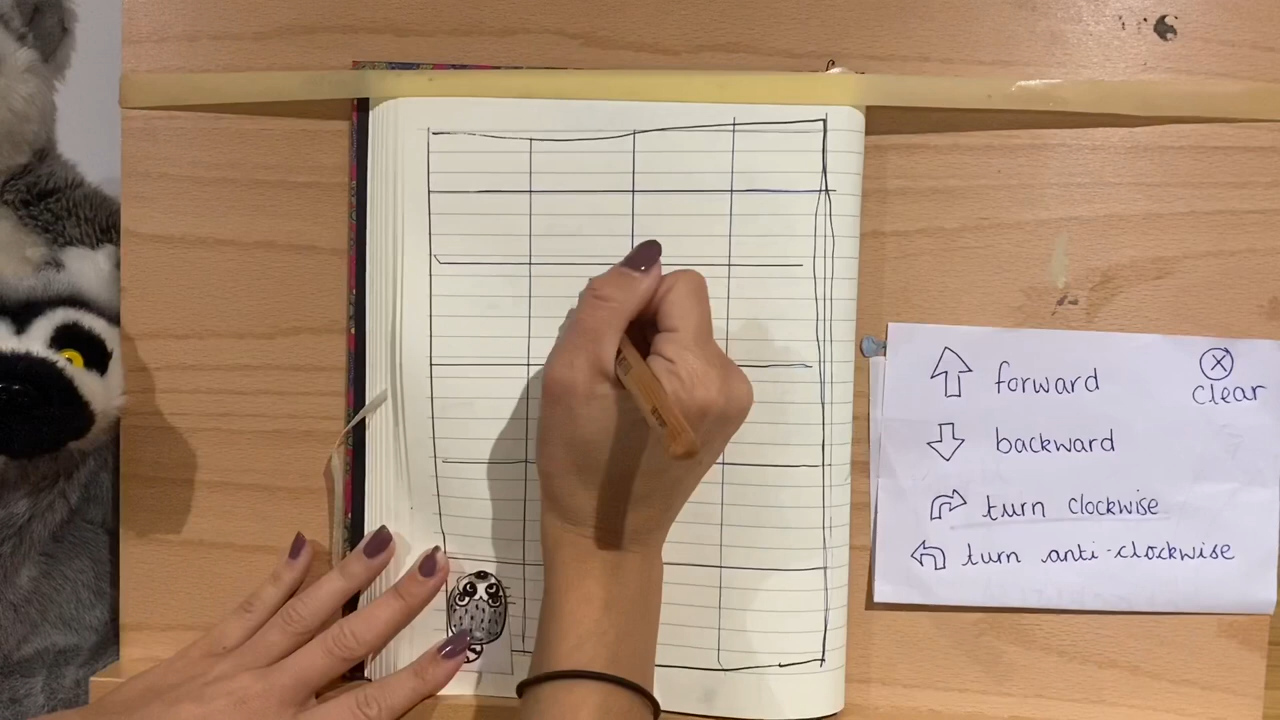 forward
clear
backward
turn clockwise
turn anti-clockwise